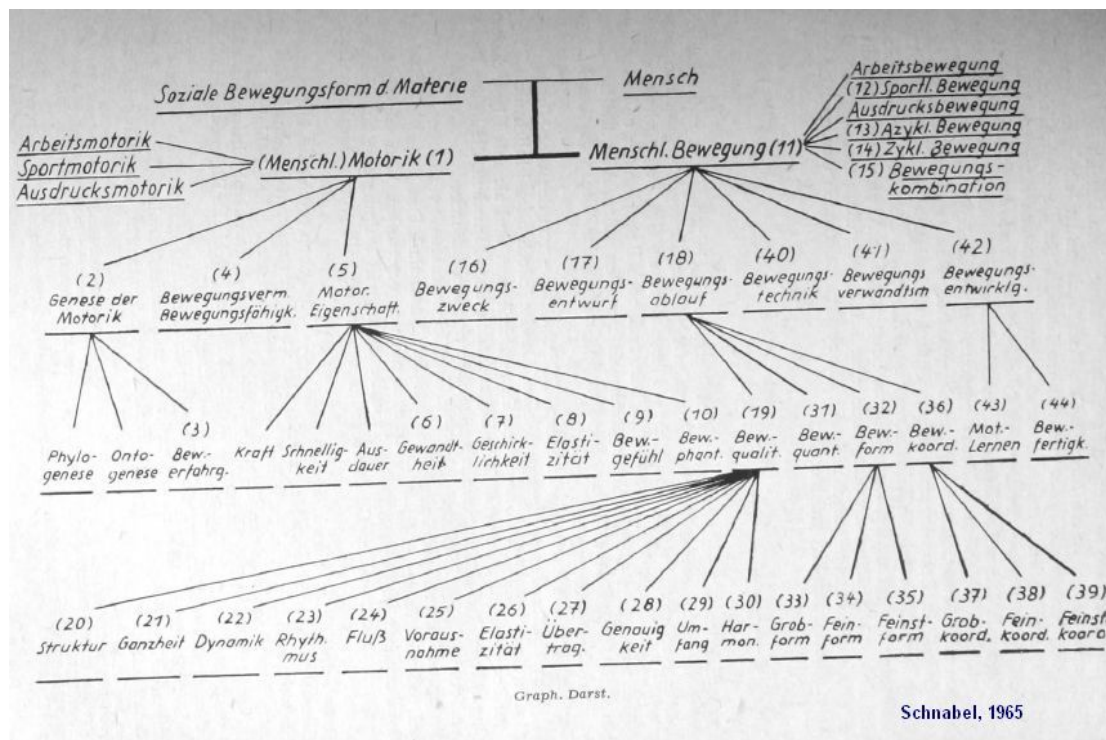 Soziale Bewegungsform d. Materie
Mensch
Arbeitsbewegung
(12) Sportl. Bewegung
Ausdrucksbewegung
(13) Azykl. Bewegung
(14) Zykl. Bewegung
(15) Bewegungs-
kombination
Arbeitsmotorik
Sportmotorik
Ausdrucksmotorik
(Menschl.) Motorik (1)
Menschl. Bewegung (11)
(2)
Genese der
Motorik
(4)
Bewegungsverm.
Bewegungsfähigk.
(5)
Motor.
Eigenschaft.
(16)
Bewegungs-
zweck
(17)
Bewegungs-
entwurf
(18)
Bewegungs-
ablauf
(40)
Bewegungs-
technik
(41)
Bewegungs
verwandtsch
(42)
Bewegungs-
entwicklg.
Phylo-
genese
Onto-
genese
(3)
Bew.-
erfahrg.
Kraft
Schnellig-
keit
Aus-
dauer
(6)
Gewandt-
heit
(7)
Geschick-
lichkeit
(8)
Elasti-
zität
(9)
Bew.-
gefühl
(10)
Bew.-
phant.
(19)
Bew.-
qualit.
(31)
Bew.-
quant.
(32)
Bew.-
form
(36)
Bew.-
koord.
(43)
Mot.-
Lernen
(44)
Bew.-
fertigk.
(20)
Struktur
(21)
Ganzheit
(22)
Dynamik
(23)
Rhyth.
mus
(24)
Fluß
(25)
Voraus-
nahme
(26)
Elasti-
zität
(27)
Über-
trag.
(28)
Genauig
keit
(29)
Um-
fang
(30)
Har-
mon.
(33)
Grob-
form
(34)
Fein-
form
(35)
Feinst-
form
(37)
Grob-
koord.
(38)
Fein-
koord.
(39)
Feinst
koord
Graph. Darst.
Schnabel, 1965